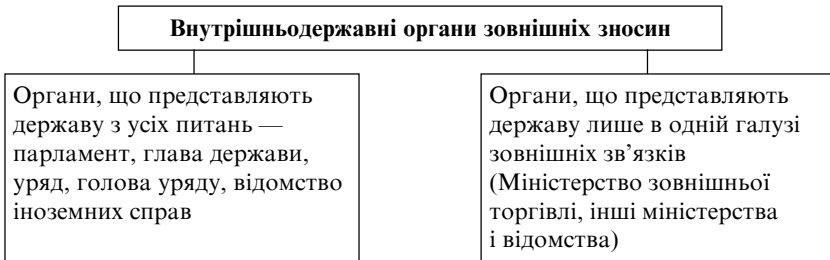 Внутрішньодержавні органи зовнішніх зносин
Органи, що представляють
державу з усіх питань —
парламент, глава держави,
уряд, голова уряду, відомство
іноземних справ
Органи, що представляють
державу лише в одній галузі
зовнішніх зв’язків
(Міністерство зовнішньої
торгівлі, інші міністерства
і відомства)